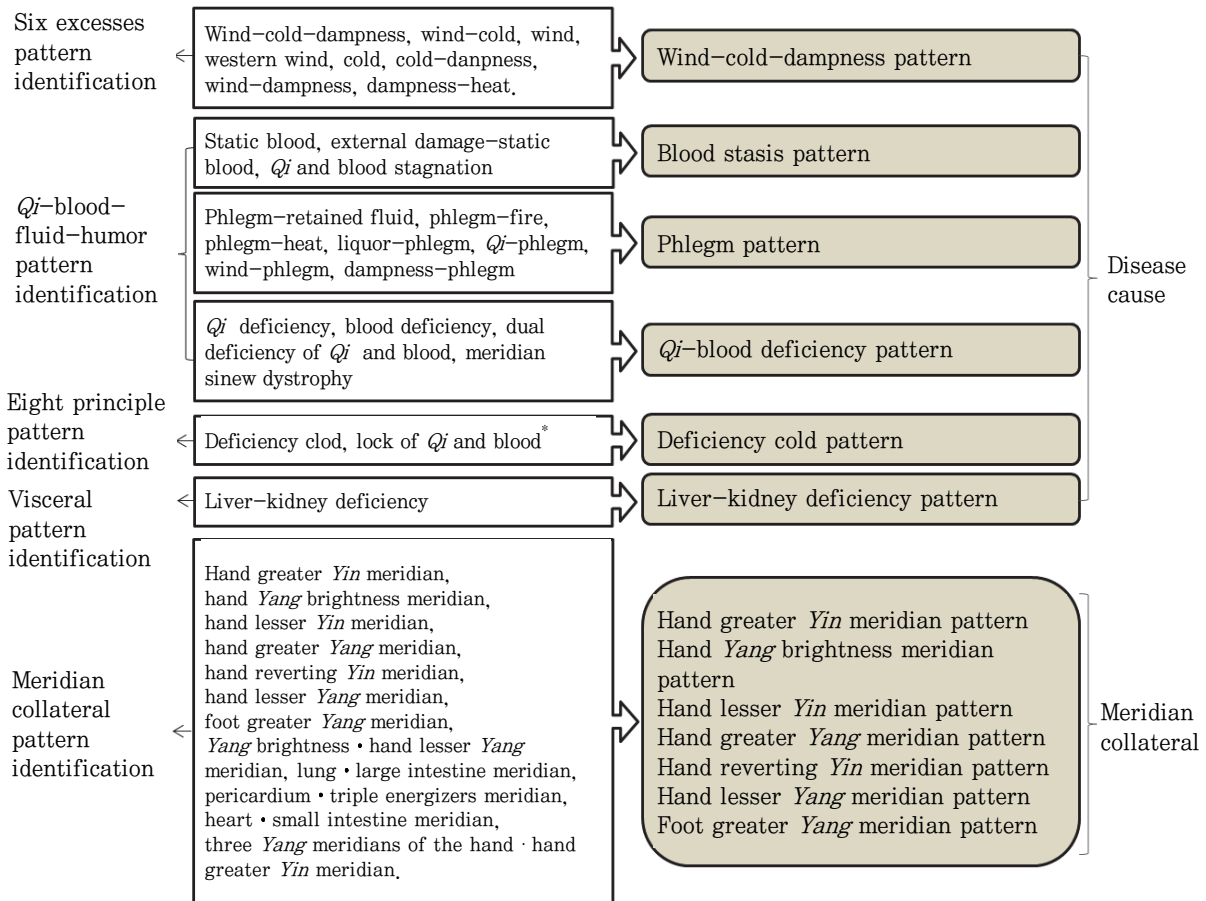 Six excesses
pattern
identification
Wind-cold-dampness, wind-cold, wind,
western wind, cold, cold-danpness,
wind-dampness, dampness-heat.
Wind-cold-dampness pattern
Qi-blood-
fluid-humor
pattern
identification
Static blood, external damage-static
blood, Qi and blood stagnation
Blood stasis pattern
Phlegm-retained fluid, phlegm-fire,
phlegm-heat, liquor-phlegm, Qi-phlegm,
wind-phlegm, dampness-phlegm
Phlegm pattern
Qi deficiency, blood deficiency, dual
deficiency of Qi and blood, meridian
sinew dystrophy
Qi-blood deficiency pattern
Eight principle
pattern
identification
Deficiency clod, lock of Qi and blood*
Deficiency cold pattern
Visceral
pattern
identification
Liver-kidney deficiency
Liver-kidney deficiency pattern
Disease
cause
Meridian
collateral
pattern
identification
Hand greater Yin meridian,
hand Yang brightness meridian,
hand lesser Yin meridian,
hand greater Yang meridian,
hand reverting Yin meridian,
hand lesser Yang meridian,
foot greater Yang meridian,
Yang brightness • hand lesser Yang
meridian, lung • large intestine meridian,
pericardium • triple energizers meridian,
heart • small intestine meridian,
three Yang meridians of the hand · hand
greater Yin meridian.
Hand greater Yin meridian pattern
Hand Yang brightness meridian
pattern
Hand lesser Yin meridian pattern
Hand greater Yang meridian pattern
Hand reverting Yin meridian pattern
Hand lesser Yang meridian pattern
Foot greater Yang meridian pattern
Meridian
collateral